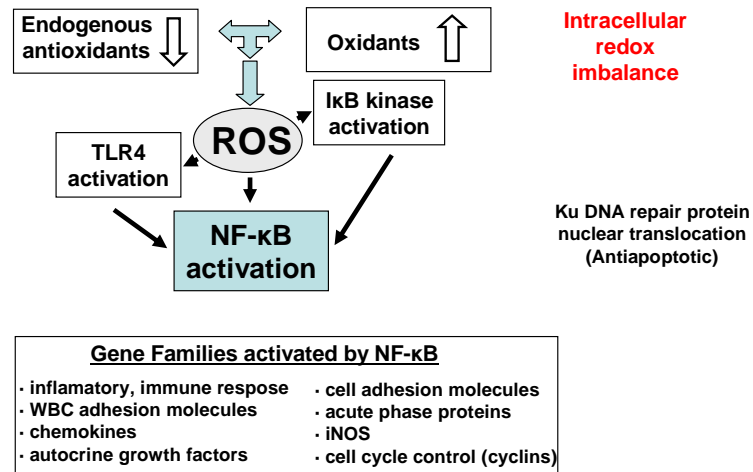 Endogenous
antioxidants
Oxidants
Intracellular
redox
imbalance
IκB kinase
activation
ROS
TLR4
activation
NF-κB
activation
Ku DNA repair protein
nuclear translocation
(Antiapoptotic)
Gene Families activated by NF-κB
· inflamatory, immune respose
· WBC adhesion molecules
· chemokines
· autocrine growth factors
· cell adhesion molecules
· acute phase proteins
· iNOS
· cell cycle control (cyclins)